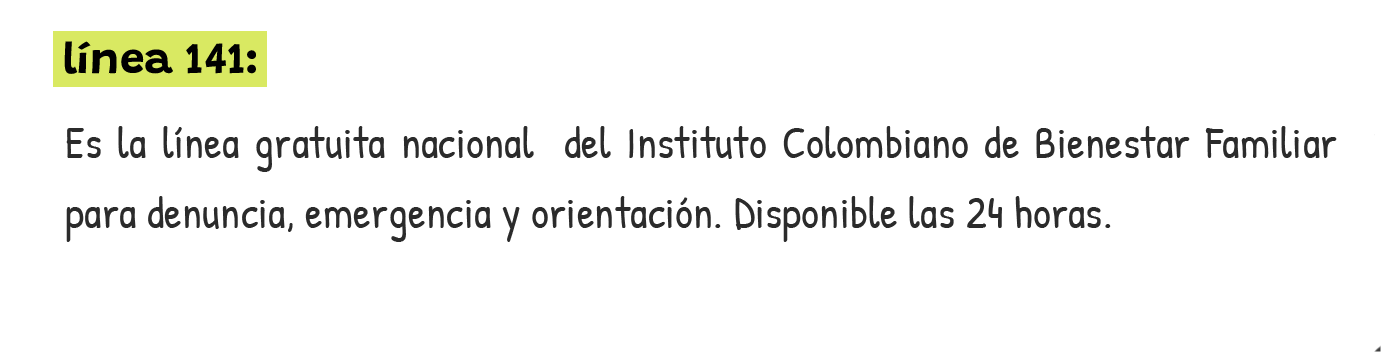 línea 141:
Es la línea gratuita nacional del Instituto Colombiano de Bienestar Familiar
para denuncia, emergencia y orientación. Disponible las 24 horas.